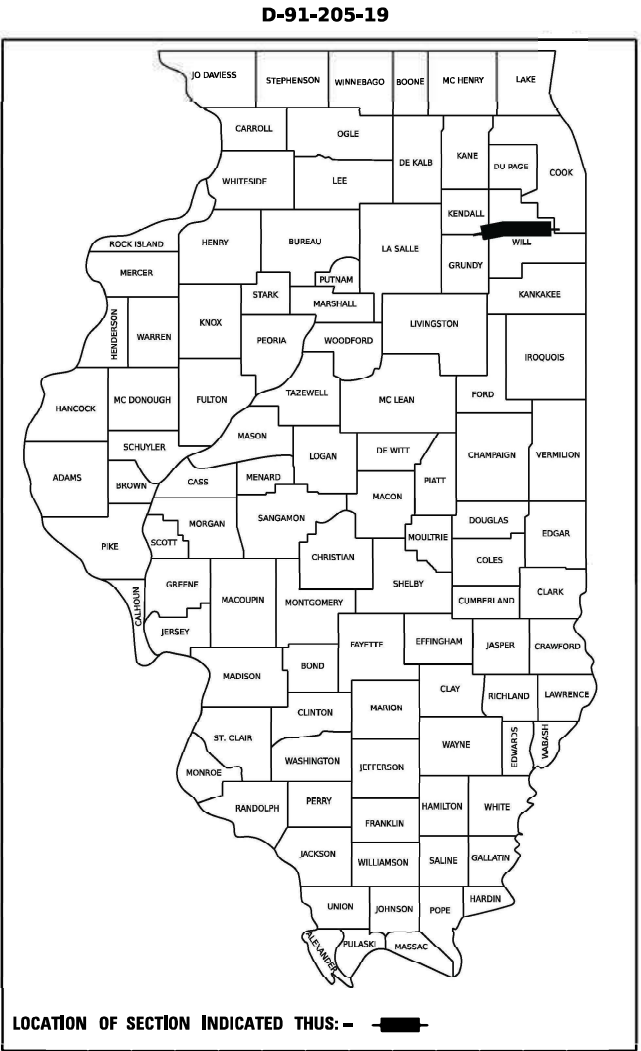 D-91-205-19
JO DAVIESS
STEPHENSON
WINNEBAGO
BOONE
MC HENRY
LAKE
CARROLL
OGLE
DE KALB
KANE
DU PAGE
COOK
WHITESIDE
LEE
KENDALL
WILL
ROCK ISLAND
HENRY
BUREAU
LA SALLE
GRUNDY
MERCER
PUTNAM
STARK
MARSHALL
KANKAKEE
HENDERSON
WARREN
KNOX
PEORIA
WOODFORD
LIVINGSTON
IROQUOIS
HANCOCK
MC DONOUGH
FULTON
TAZEWELL
MC LEAN
FORD
SCHUYLER
MASON
LOGAN
DE WITT
CHAMPAIGN
VERMILION
ADAMS
BROWN
CASS
MENARD
MACON
PIATT
PIKE
SCOTT
MORGAN
SANGAMON
CHRISTIAN
MOULTRIE
DOUGLAS
EDGAR
COLES
CALHOUN
GREENE
MACOUPIN
MONTGOMERY
SHELBY
CUMBERLAND
CLARK
JERSEY
FAYETTE
EFFINGHAM
JASPER
CRAWFORD
MADISON
BOND
CLAY
RICHLAND
LAWRENCE
CLINTON
MARION
ST. CLAIR
WAYNE
EDWARDS
WABASH
MONROE
WASHINGTON
JEFFERSON
RANDOLPH
PERRY
HAMILTON
WHITE
FRANKLIN
JACKSON
WILLIAMSON
SALINE
GALLATIN
UNION
JOHNSON
POPE
HARDIN
ALEXANDER
PULASKI
MASSAC
LOCATION OF SECTION INDICATED THUS: -